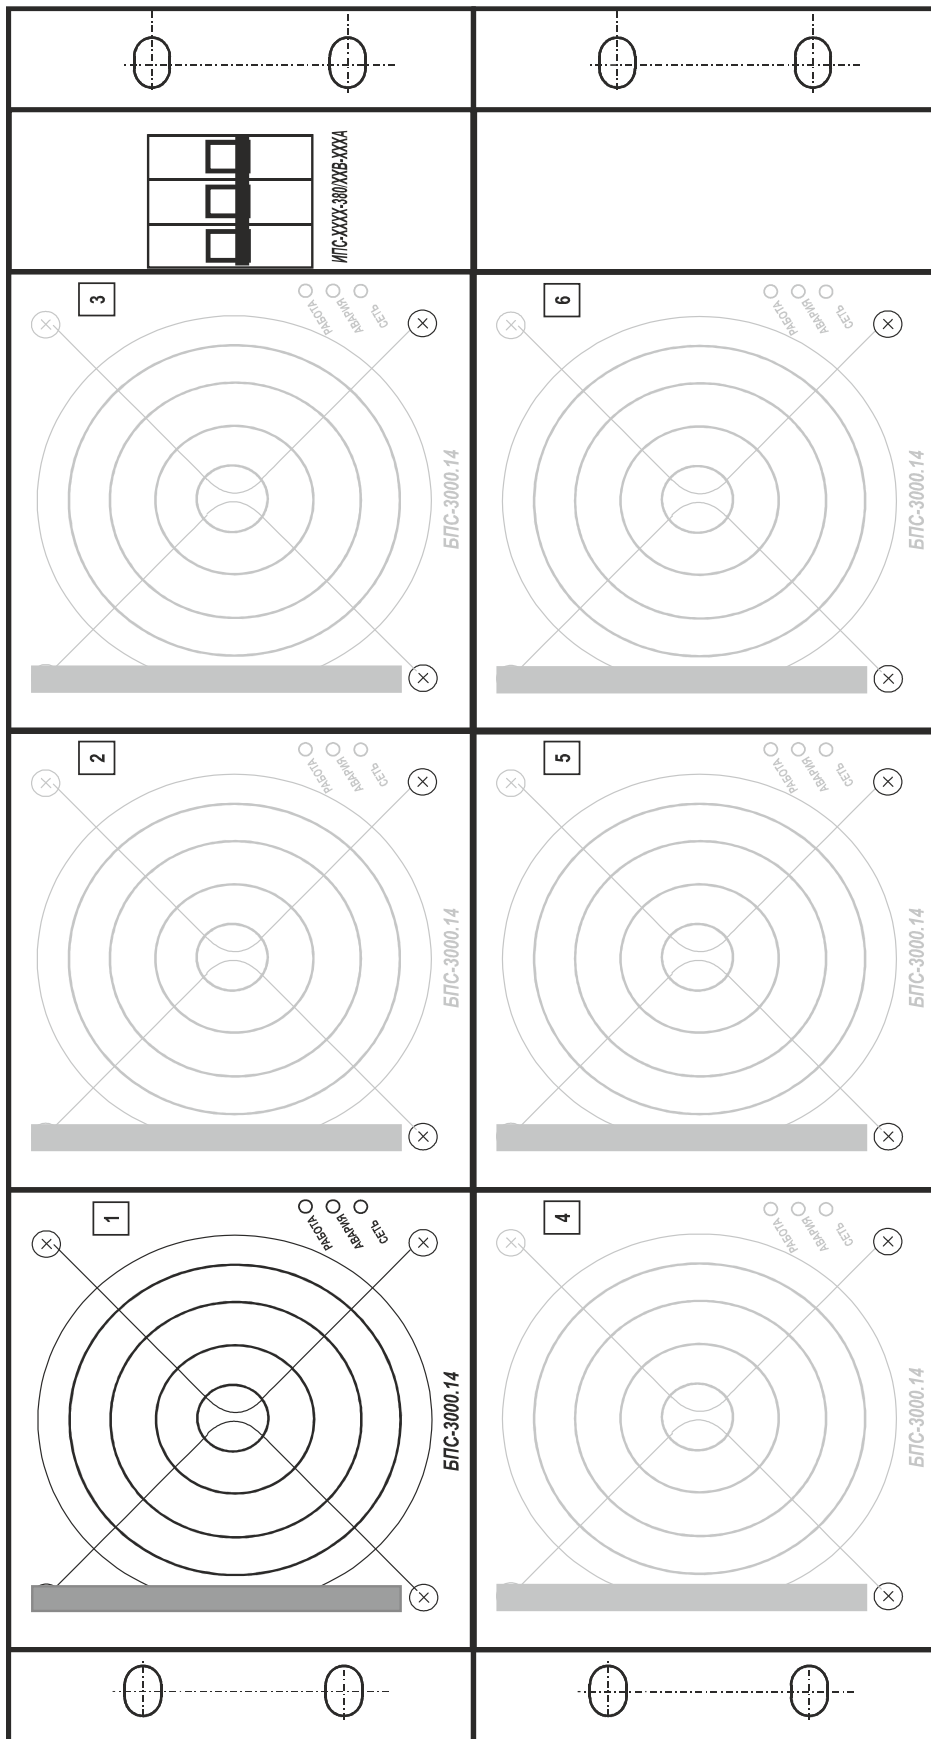 ИПС-XXXX-380/XXВ-XXXА
3
РАБОТА
АВАРИЯ
СЕТЬ
БПС-3000.14
6
РАБОТА
АВАРИЯ
СЕТЬ
БПС-3000.14
2
РАБОТА
АВАРИЯ
СЕТЬ
БПС-3000.14
5
РАБОТА
АВАРИЯ
СЕТЬ
БПС-3000.14
1
РАБОТА
АВАРИЯ
СЕТЬ
БПС-3000.14
4
РАБОТА
АВАРИЯ
СЕТЬ
БПС-3000.14